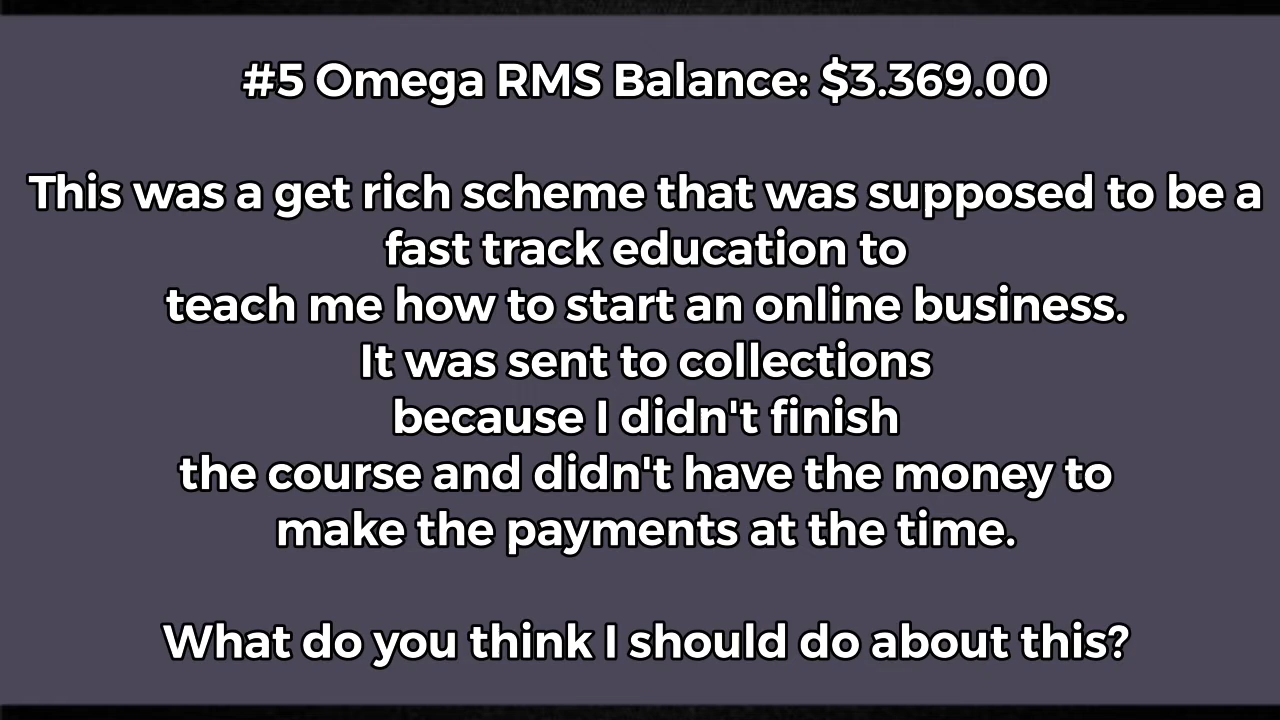 #5 Omega RMS Balance: $3.369.00
This was a get rich scheme that was supposed to be a
fast track education to
teach me how to start an online business.
It was sent to collections
because I didn't finish
the course and didn't have the money to
make the payments at the time.
What do you think I should do about this?